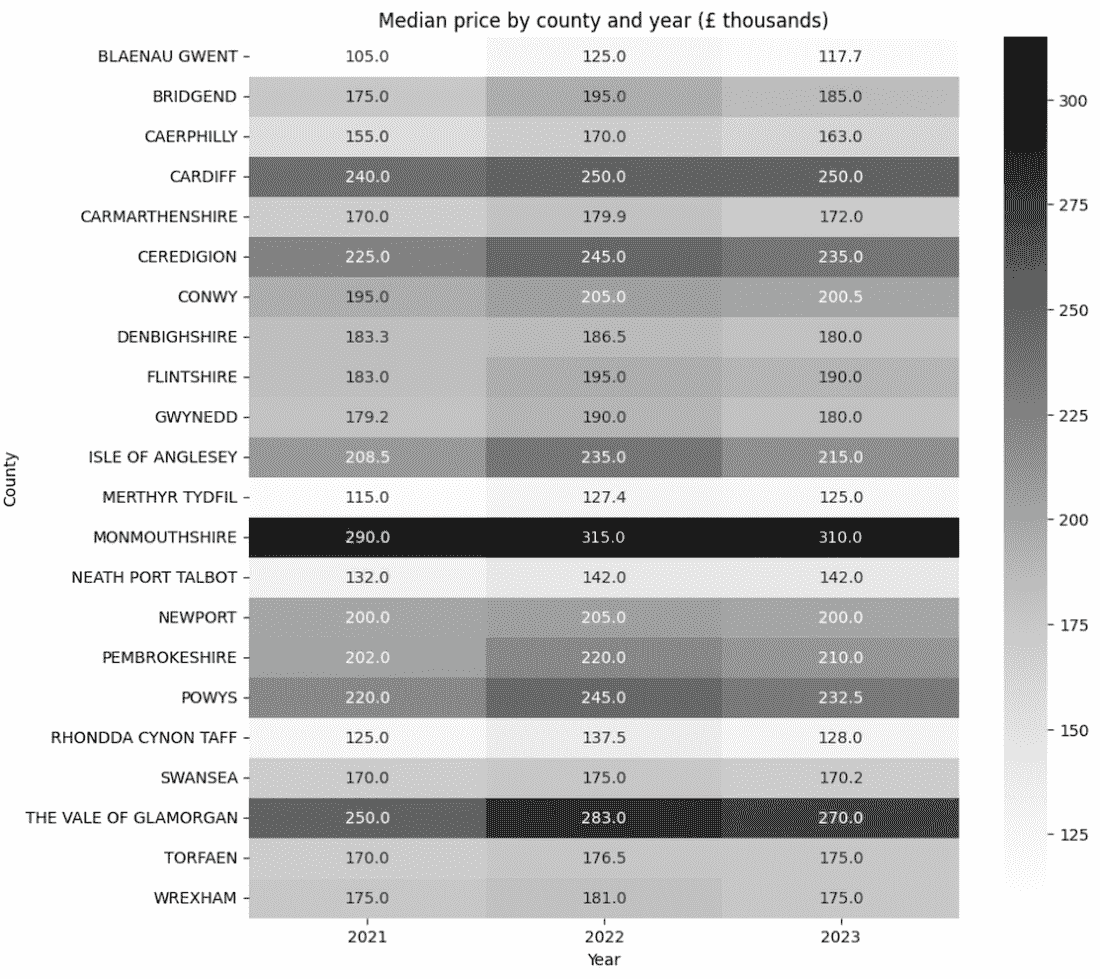 Median price by county and year (£ thousands)
BLAENAU GWENT 105.0 125.0 117.7
BRIDGEND 175.0 195.0 185.0
CAERPHILLY 155.0 170.0 163.0
CARDIFF 240.0 250.0 250.0
CARMARTHENSHIRE 170.0 179.9 172.0
CEREDIGION 225.0 245.0 235.0
CONWY 195.0 205.0 200.5
DENBIGHSHIRE 183.3 186.5 180.0
FLINTSHIRE 183.0 195.0 190.0
GWYNEDD 179.2 190.0 180.0
ISLE OF ANGLESEY 208.5 235.0 215.0
MERTHYR TYDFIL 115.0 127.4 125.0
MONMOUTHSHIRE 290.0 315.0 310.0
NEATH PORT TALBOT 132.0 142.0 142.0
NEWPORT 200.0 205.0 200.0
PEMBROKESHIRE 202.0 220.0 210.0
POWYS 220.0 245.0 232.5
RHONDDA CYNON TAFF 125.0 137.5 128.0
SWANSEA 170.0 175.0 170.2
THE VALE OF GLAMORGAN 250.0 283.0 270.0
TORFAEN 170.0 176.5 175.0
WREXHAM 175.0 181.0 175.0
2021 2022 2023
Year
County
300
275
250
225
200
175
150
125